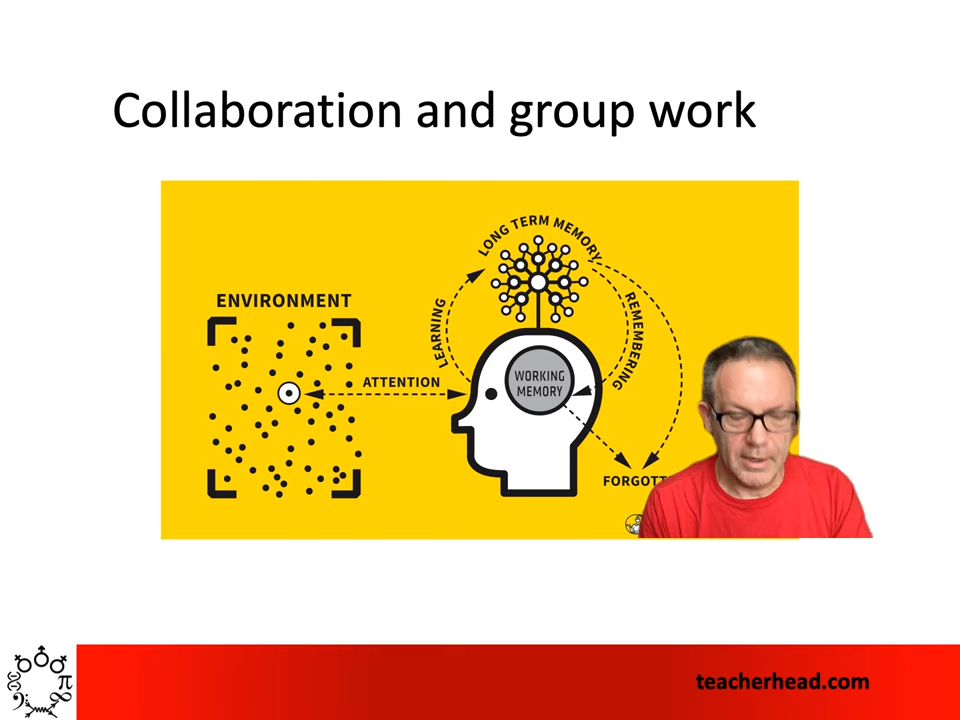 Collaboration and group work
LONG TERM MEMORY
ENVIRONMENT
LEARNING
REMEMBERING
ATTENTION
WORKING
MEMORY
teacherhead.com